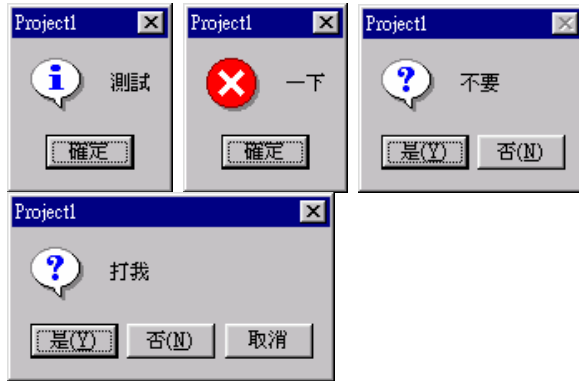 Project1
測試
確定
Project1
一下
確定
Project1
不要
是(Y) 否(N)
Project1
打我
是(Y) 否(N) 取消